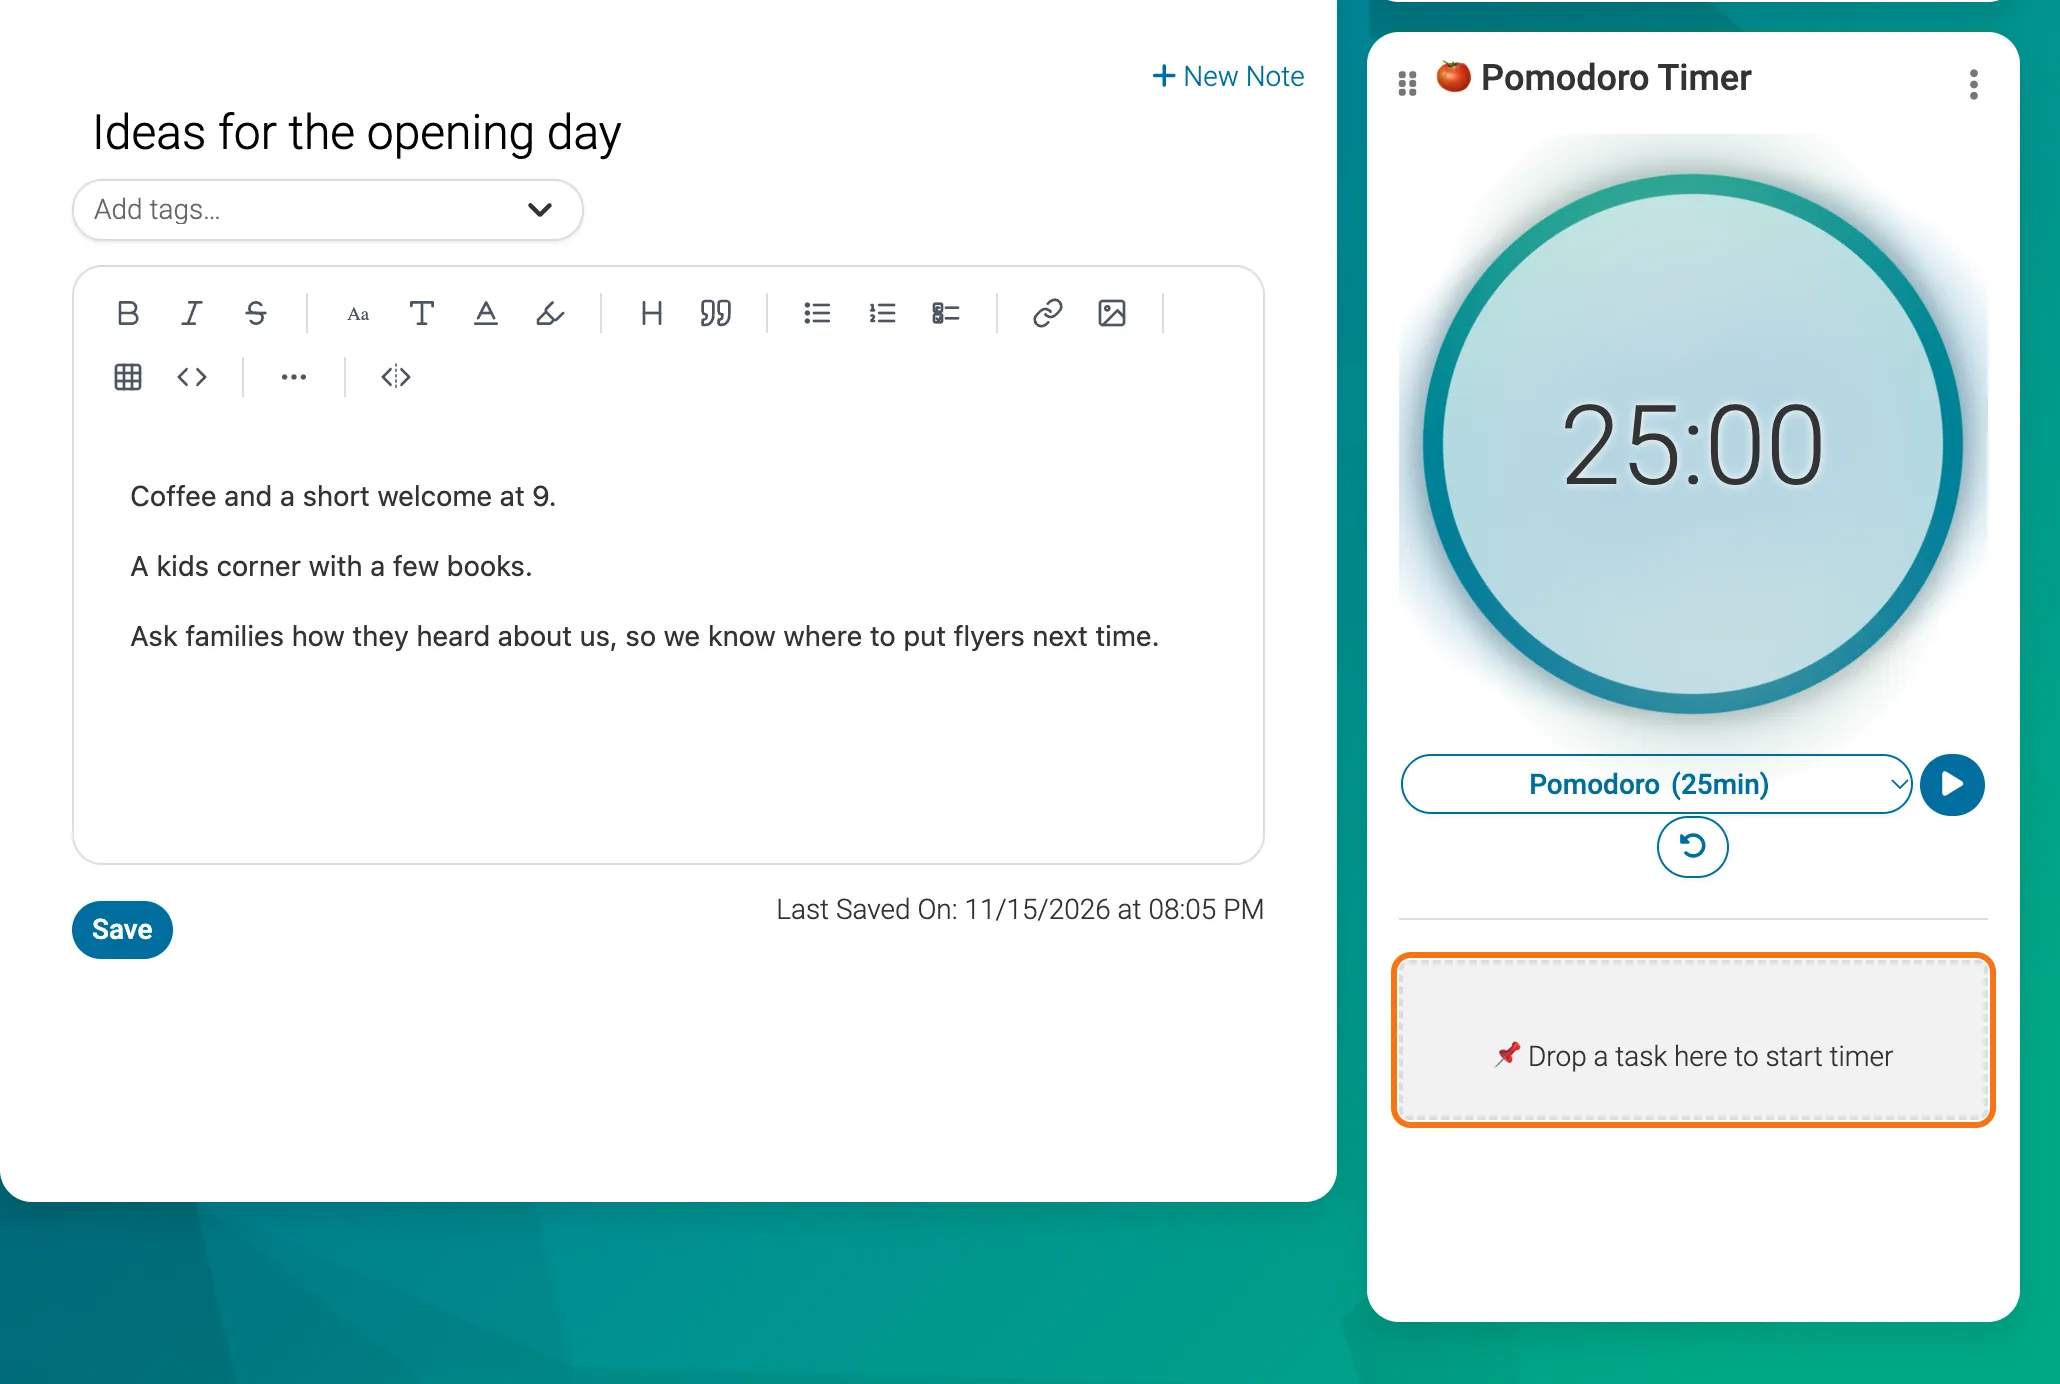 New Note
Ideas for the opening day
Add tags...
Coffee and a short welcome at 9.
A kids corner with a few books.
Ask families how they heard about us, so we know where to put flyers next time.
Save
Last Saved On: 11/15/2026 at 08:05 PM
Pomodoro Timer
25:00
Pomodoro (25min)
Drop a task here to start timer